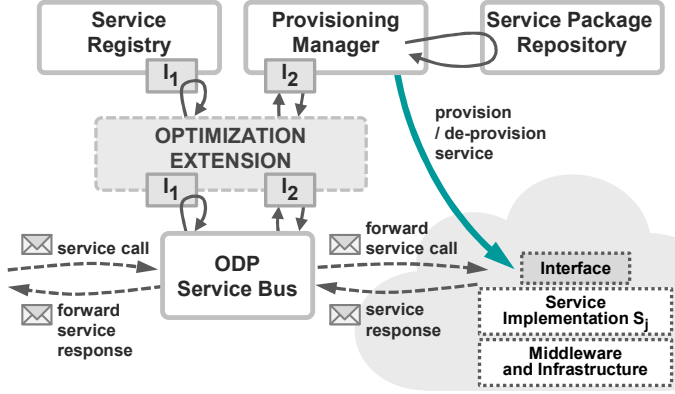 Service
Registry
Provisioning
Manager
Service Package
Repository
I1
I2
OPTIMIZATION
EXTENSION
I1
I2
provision
/ de-provision
service
service call
forward
service
response
ODP
Service Bus
forward
service call
service
response
Interface
Service
Implementation Sj
Middleware
and Infrastructure